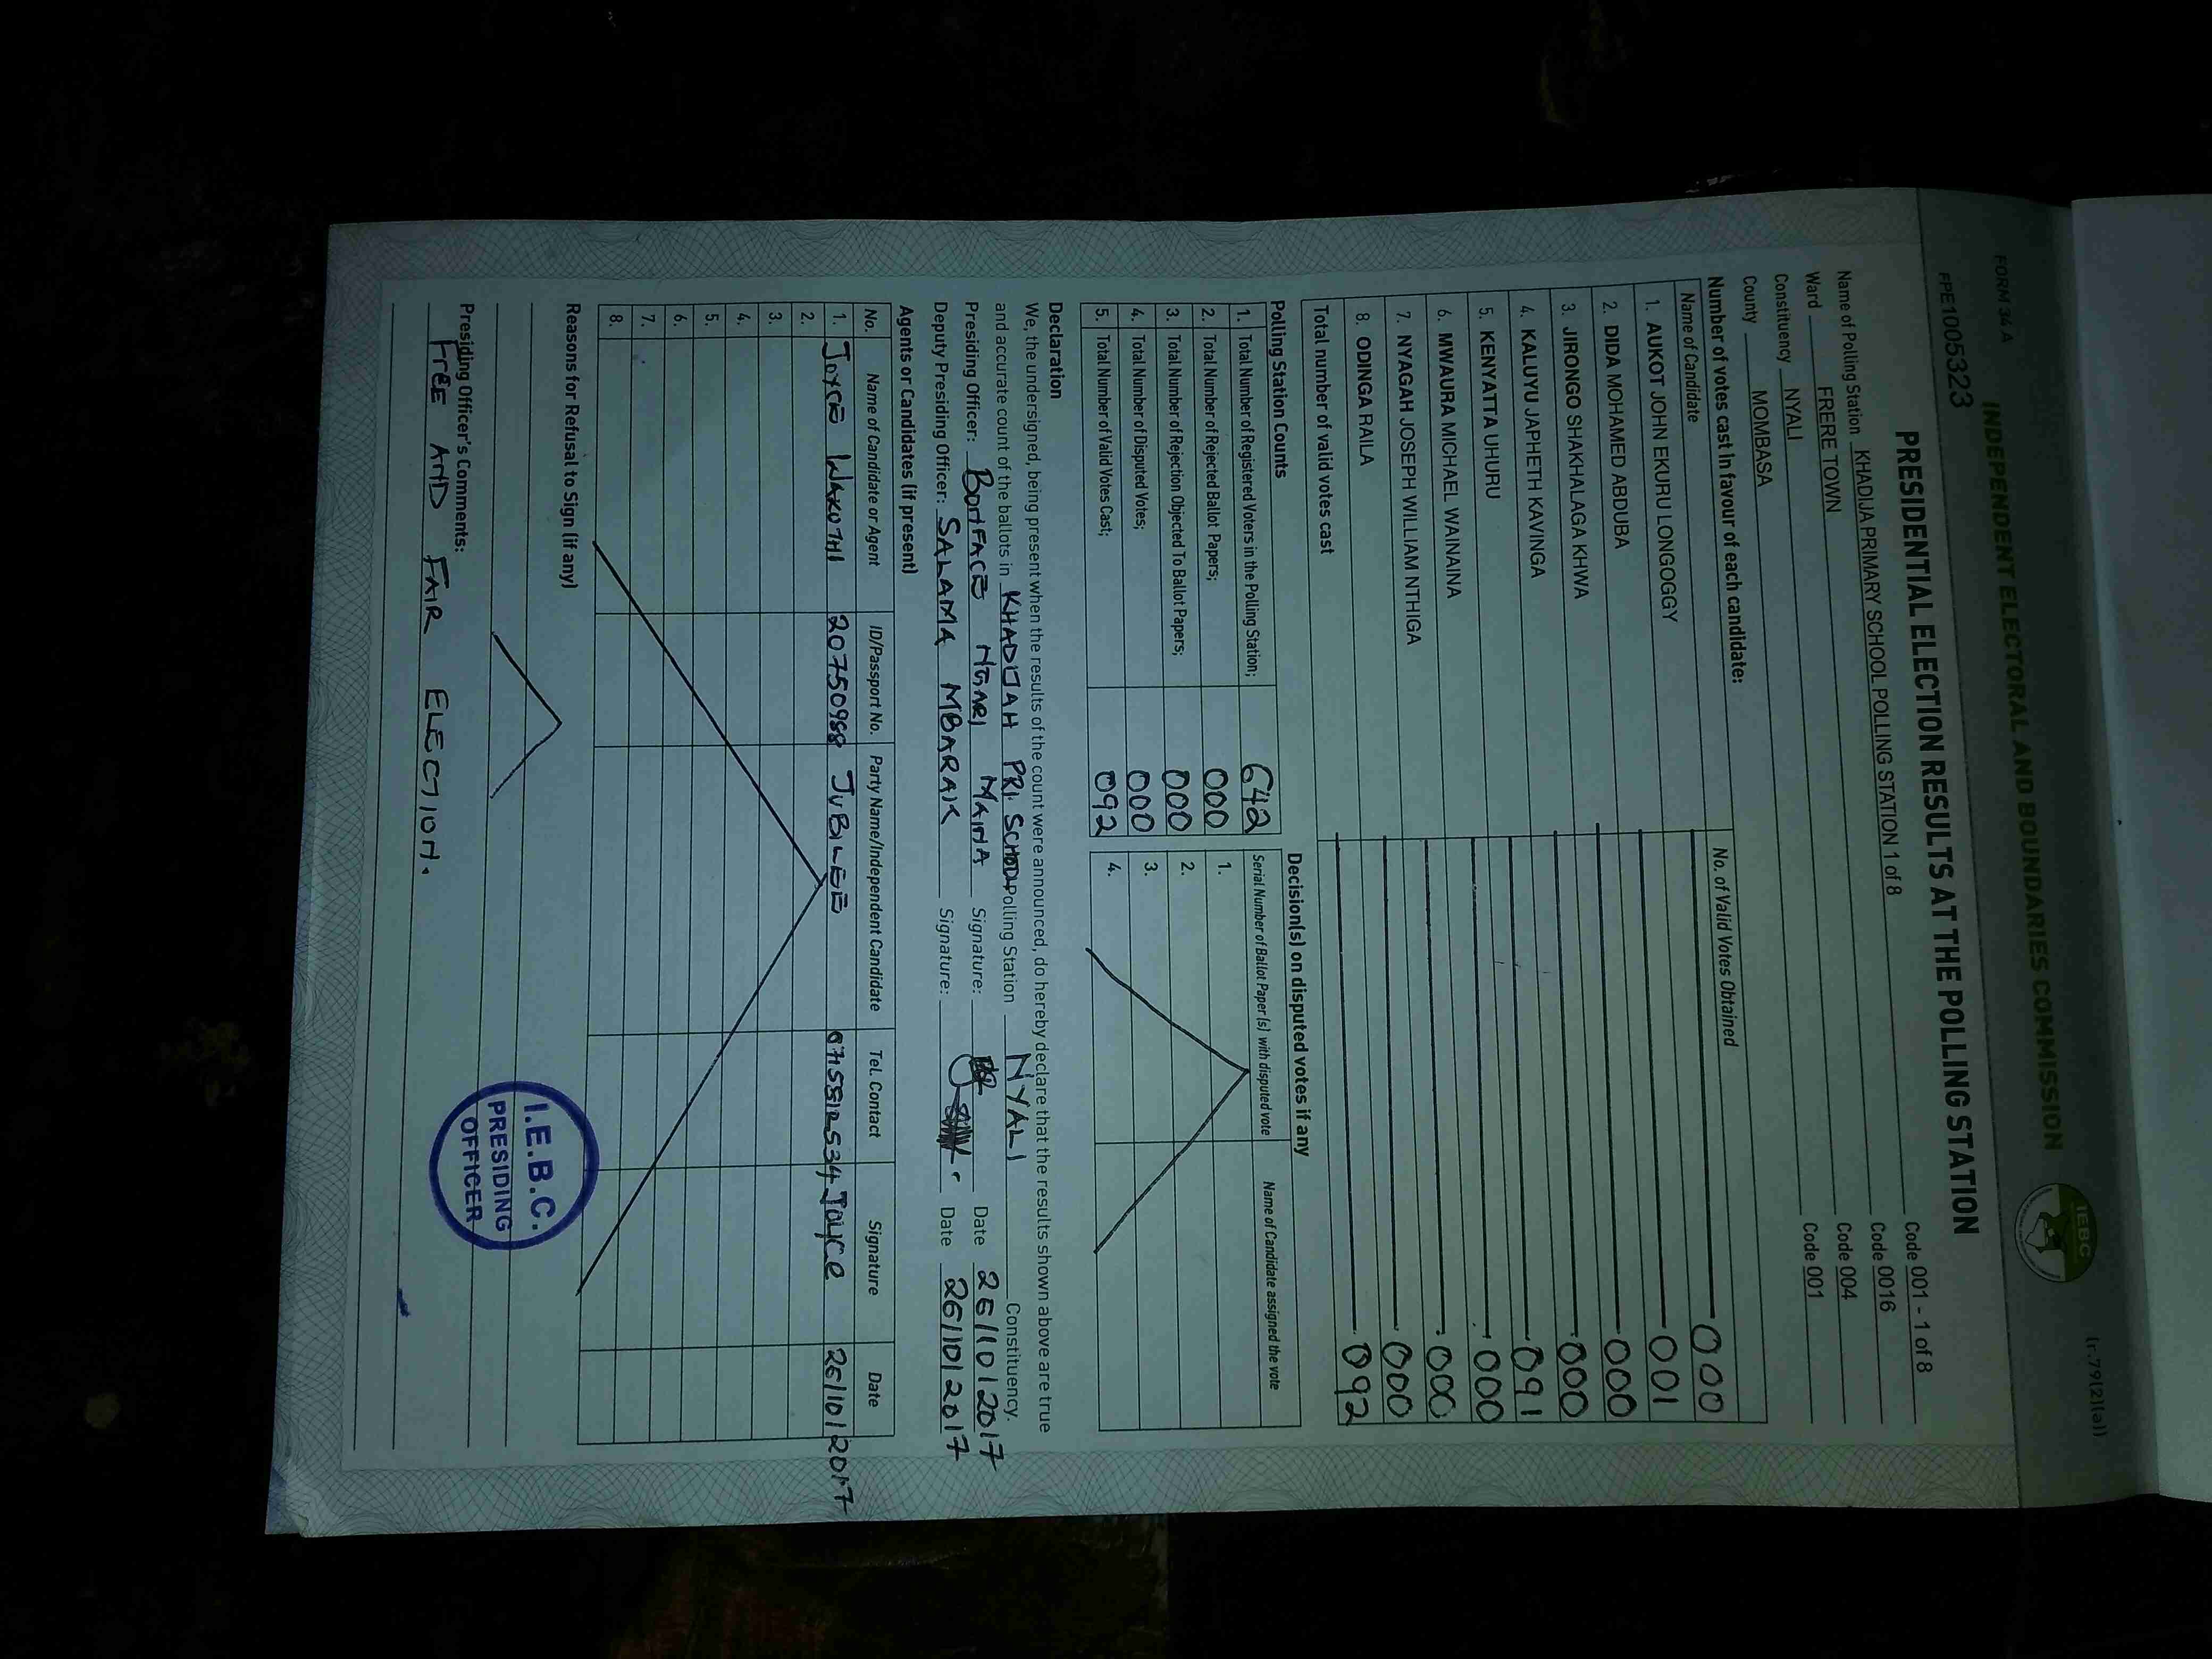 FORM 34A
INDEPENDENT ELECTORAL AND BOUNDARIES COMMISSION
IEBC
(r.79(2)(a))
PPE1005323
PRESIDENTIAL ELECTION RESULTS AT THE POLLING STATION
Name of Polling Station KHADIJA PRIMARY SCHOOL POLLING STATION 1 of 8 Code 001 - 1 of 8
Ward FRERE TOWN Code 0016
Constituency NYALI Code 004
County MOMBASA Code 001
Number of votes cast in favour of each candidate:
Name of Candidate No. of Valid Votes Obtained
1. AUKOT JOHN EKURU LONGOGGY 000
2. DIDA MOHAMED ABDUBA 001
3. JIRONGO SHAKHALAGA KHWA 000
4. KALUYU JAPHETH KAVINGA 000
5. KENYATTA UHURU 091
6. MWAURA MICHAEL WAINAINA 000
7. NYAGAH JOSEPH WILLIAM NTHIGA 000
8. ODINGA RAILA 000
Total number of valid votes cast 092
Polling Station Counts
1. Total Number of Registered Voters in the Polling Station; 642
2. Total Number of Rejected Ballot Papers; 000
3. Total Number of Rejection Objected To Ballot Papers; 000
4. Total Number of Disputed Votes; 000
5. Total Number of Valid Votes Cast; 092
Decision(s) on disputed votes if any
Serial Number of Ballot Paper (s) with disputed vote Name of Candidate assigned the vote
1.
2.
3.
4.
Declaration
We, the undersigned, being present when the results of the count were announced, do hereby declare that the results shown above are true
and accurate count of the ballots in KHADIJAH PRI. SCHOOL Polling Station NYALI Constituency.
Presiding Officer: BONIFACE NGARI MAINA Signature: Date 26/10/2017
Deputy Presiding Officer: SALAMA MBARAK Signature: Date 26/10/2017
Agents or Candidates (if present)
No. Name of Candidate or Agent ID/Passport No. Party Name/Independent Candidate Tel. Contact Signature Date
1. JOYCE WAKUTHI 20750988 JUBILEE 0715512534 Joyce 26/10/2017
2.
3.
4.
5.
6.
7.
8.
Reasons for Refusal to Sign (if any)
Presiding Officer's Comments:
FREE AND FAIR ELECTION.
I.E.B.C.
PRESIDING
OFFICER